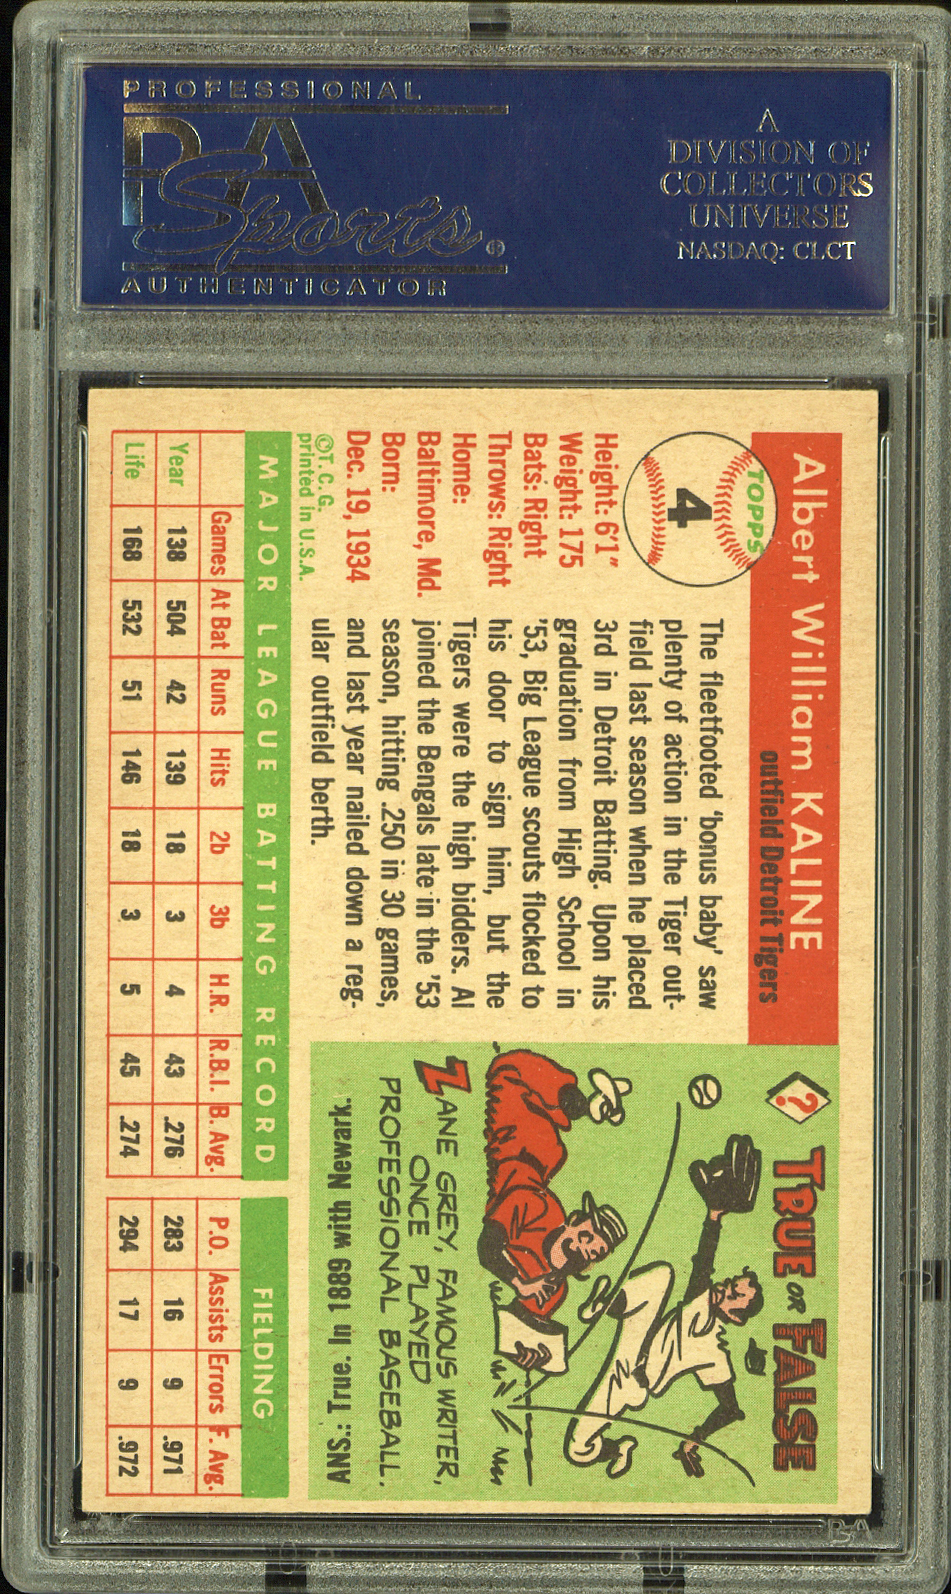 PROFESSIONAL
PSA
Sports®
AUTHENTICATOR
A
DIVISION OF
COLLECTORS
UNIVERSE
NASDAQ: CLCT
Albert William KALINE
outfield Detroit Tigers
TOPPS
4
Height: 6'1"
Weight: 175
Bats: Right
Throws: Right
Home:
Baltimore, Md.
Born:
Dec. 19, 1934
©T.C.G.
printed in U.S.A.
The fleetfooted 'bonus baby' saw
plenty of action in the Tiger out-
field last season when he placed
3rd in Detroit Batting. Upon his
graduation from High School in
'53, Big League scouts flocked to
his door to sign him, but the
Tigers were the high bidders. Al
joined the Bengals late in the '53
season, hitting .250 in 30 games,
and last year nailed down a reg-
ular outfield berth.
?
TRUE OR FALSE
ZANE GREY, FAMOUS WRITER,
ONCE PLAYED
PROFESSIONAL BASEBALL.
ANS.: True. In 1889 with Newark.
MAJOR LEAGUE BATTING RECORD FIELDING
Games At Bat Runs Hits 2b 3b H.R. R.B.I. B. Avg. P.O. Assists Errors F. Avg.
Year 138 504 42 139 18 3 4 43 .276 283 16 9 .971
Life 168 532 51 146 18 3 5 45 .274 294 17 9 .972
PSA